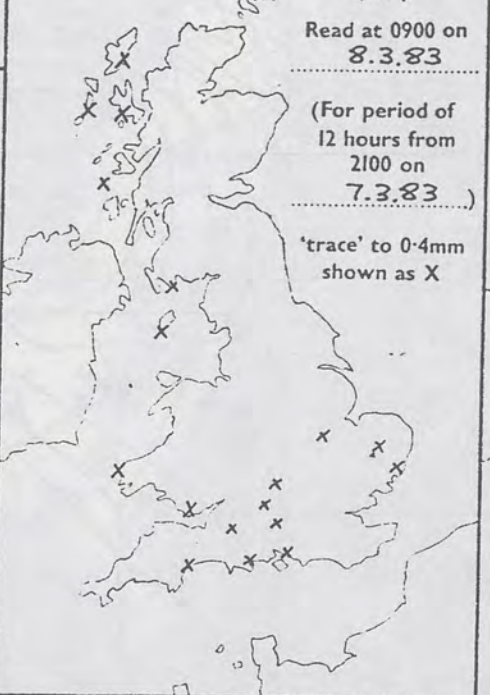 Read at 0900 on
8.3.83
(For period of
12 hours from
2100 on
7.3.83)
'trace' to 0·4mm
shown as X